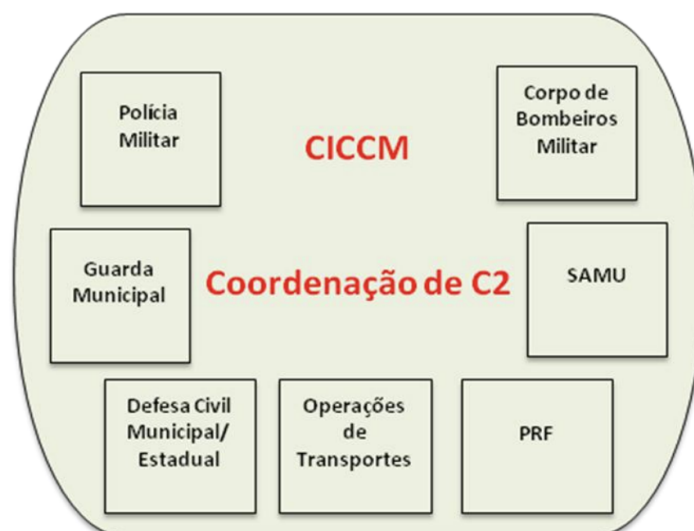 Polícia
Militar
CICCM
Corpo de
Bombeiros
Militar
Guarda
Municipal
Coordenação de C2
SAMU
Defesa Civil
Municipal/
Estadual
Operações
de
Transportes
PRF